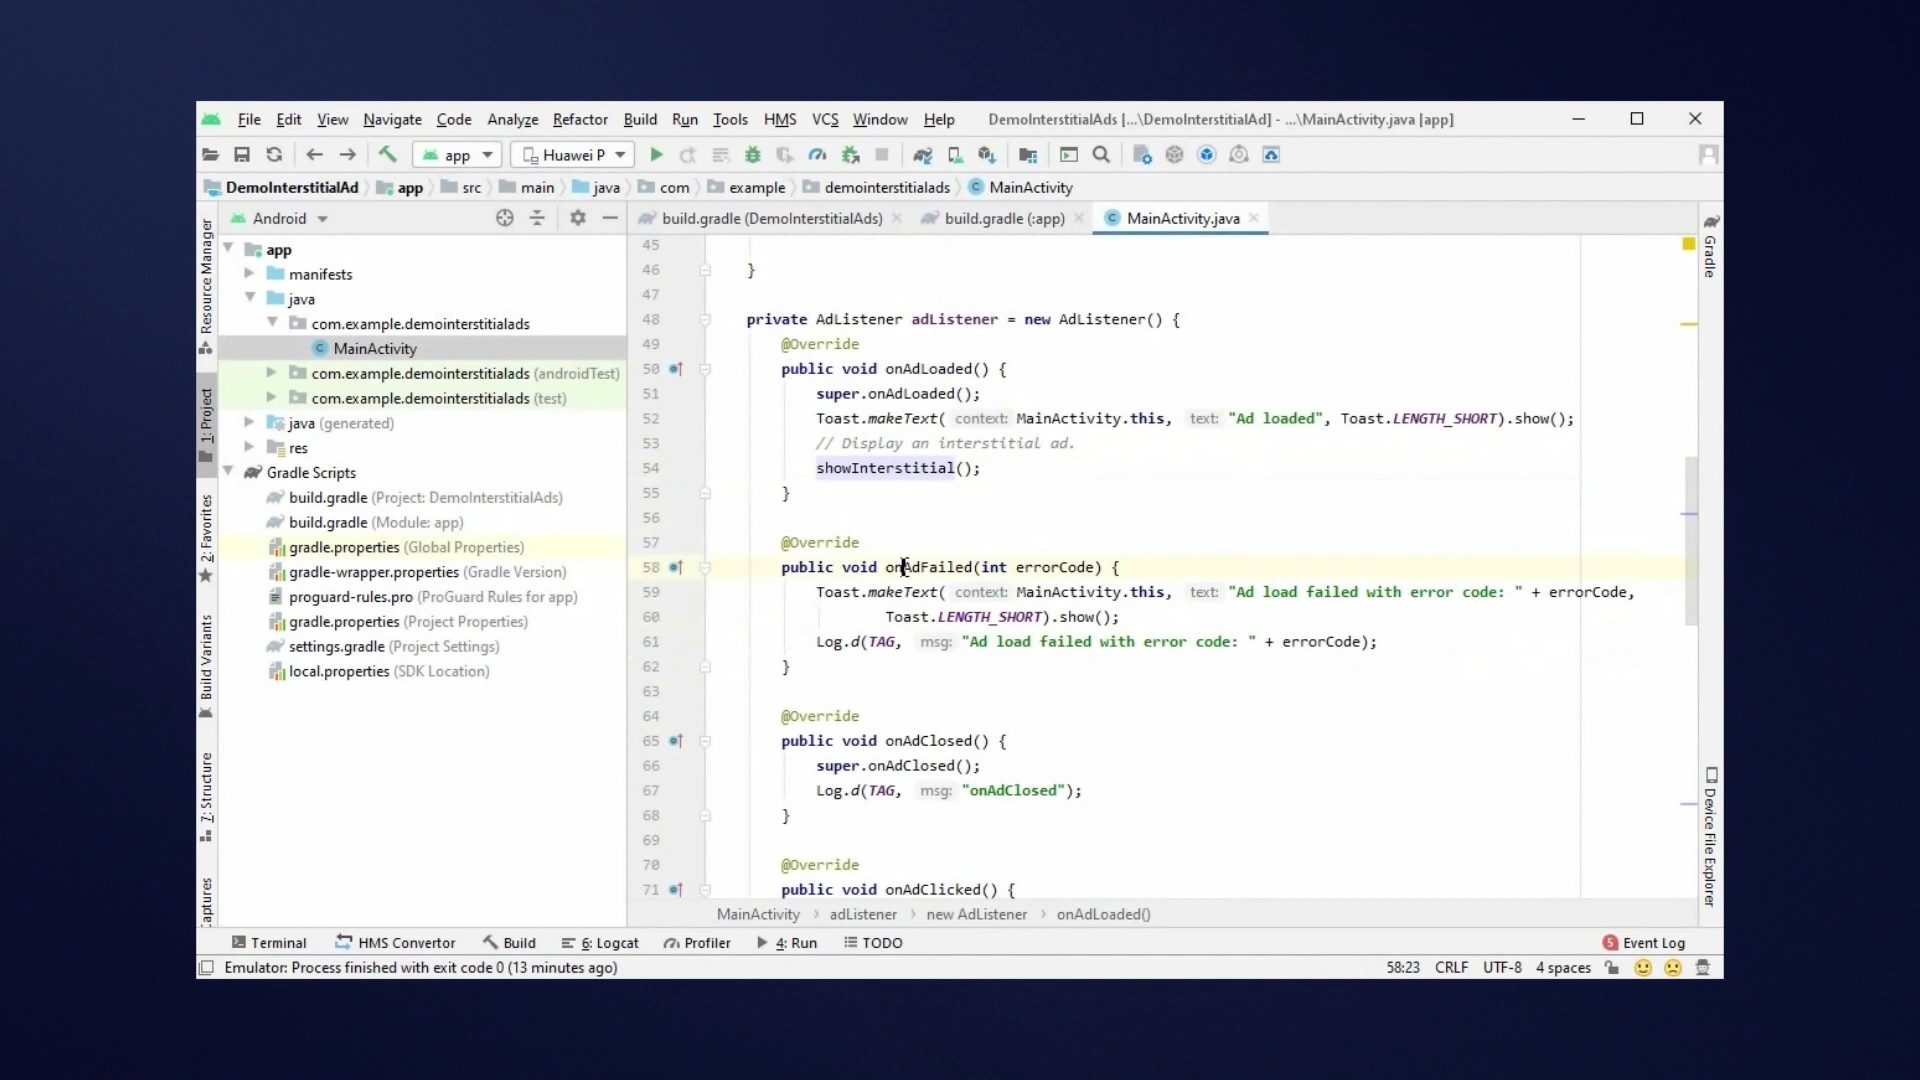 File Edit View Navigate Code Analyze Refactor Build Run Tools HMS VCS Window Help DemoInterstitialAds [...\DemoInterstitialAd] - ...\MainActivity.java [app]
app Huawei P
DemoInterstitialAd app src main java com example demointerstitialads MainActivity
Android
build.gradle (DemoInterstitialAds) build.gradle (:app) MainActivity.java
Resource Manager
1: Project
2: Favorites
Build Variants
7: Structure
aptures
app
manifests
java
com.example.demointerstitialads
MainActivity
com.example.demointerstitialads (androidTest)
com.example.demointerstitialads (test)
java (generated)
res
Gradle Scripts
build.gradle (Project: DemoInterstitialAds)
build.gradle (Module: app)
gradle.properties (Global Properties)
gradle-wrapper.properties (Gradle Version)
proguard-rules.pro (ProGuard Rules for app)
gradle.properties (Project Properties)
settings.gradle (Project Settings)
local.properties (SDK Location)
45
46 }
47
48 private AdListener adListener = new AdListener() {
49 @Override
50 public void onAdLoaded() {
51 super.onAdLoaded();
52 Toast.makeText( context: MainActivity.this, text: "Ad loaded", Toast.LENGTH_SHORT).show();
53 // Display an interstitial ad.
54 showInterstitial();
55 }
56
57 @Override
58 public void onAdFailed(int errorCode) {
59 Toast.makeText( context: MainActivity.this, text: "Ad load failed with error code: " + errorCode,
60 Toast.LENGTH_SHORT).show();
61 Log.d(TAG, msg: "Ad load failed with error code: " + errorCode);
62 }
63
64 @Override
65 public void onAdClosed() {
66 super.onAdClosed();
67 Log.d(TAG, msg: "onAdClosed");
68 }
69
70 @Override
71 public void onAdClicked() {
MainActivity adListener new AdListener onAdLoaded()
Gradle
Device File Explorer
Terminal HMS Convertor Build 6: Logcat Profiler 4: Run TODO 5 Event Log
Emulator: Process finished with exit code 0 (13 minutes ago) 58:23 CRLF UTF-8 4 spaces